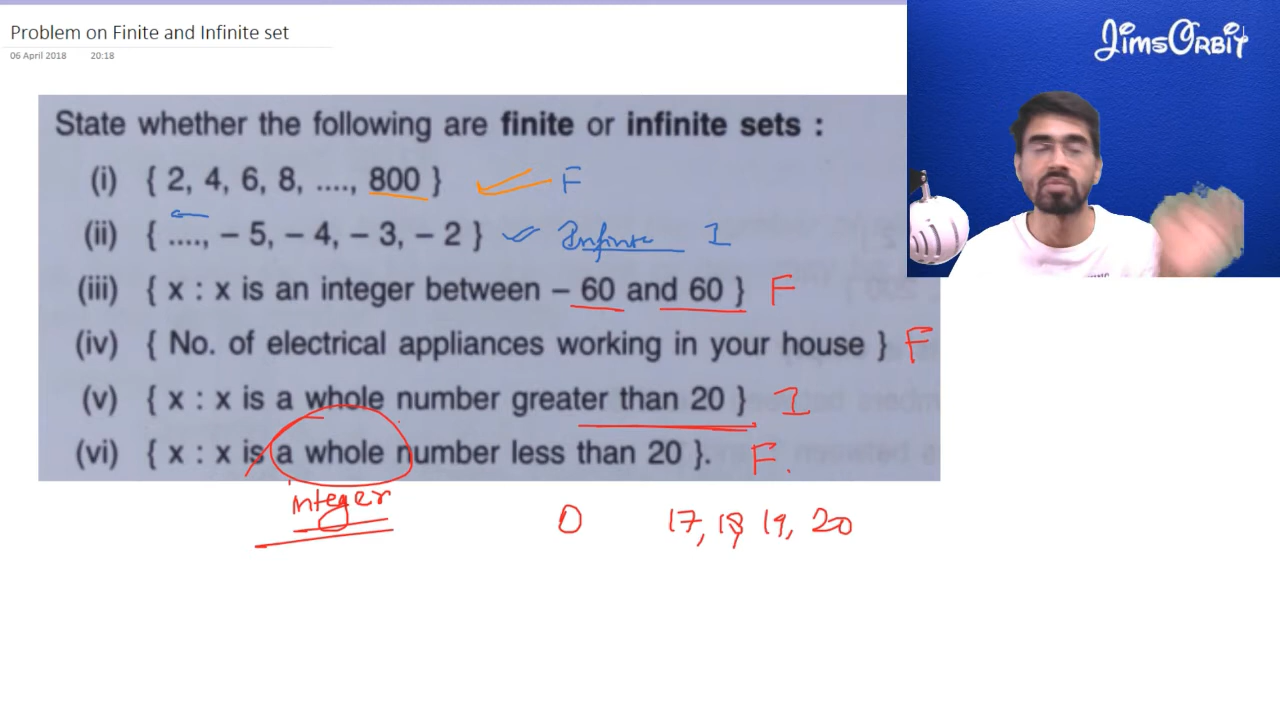 Problem on Finite and Infinite set
06 April 2018 20:18
JimsOrbit
State whether the following are finite or infinite sets :
(i) { 2, 4, 6, 8, ...., 800 } F
(ii) { ...., – 5, – 4, – 3, – 2 } Infinite I
(iii) { x : x is an integer between – 60 and 60 } F
(iv) { No. of electrical appliances working in your house } F
(v) { x : x is a whole number greater than 20 } I
(vi) { x : x is a whole number less than 20 }. F.
integer
0 17, 18, 19, 20